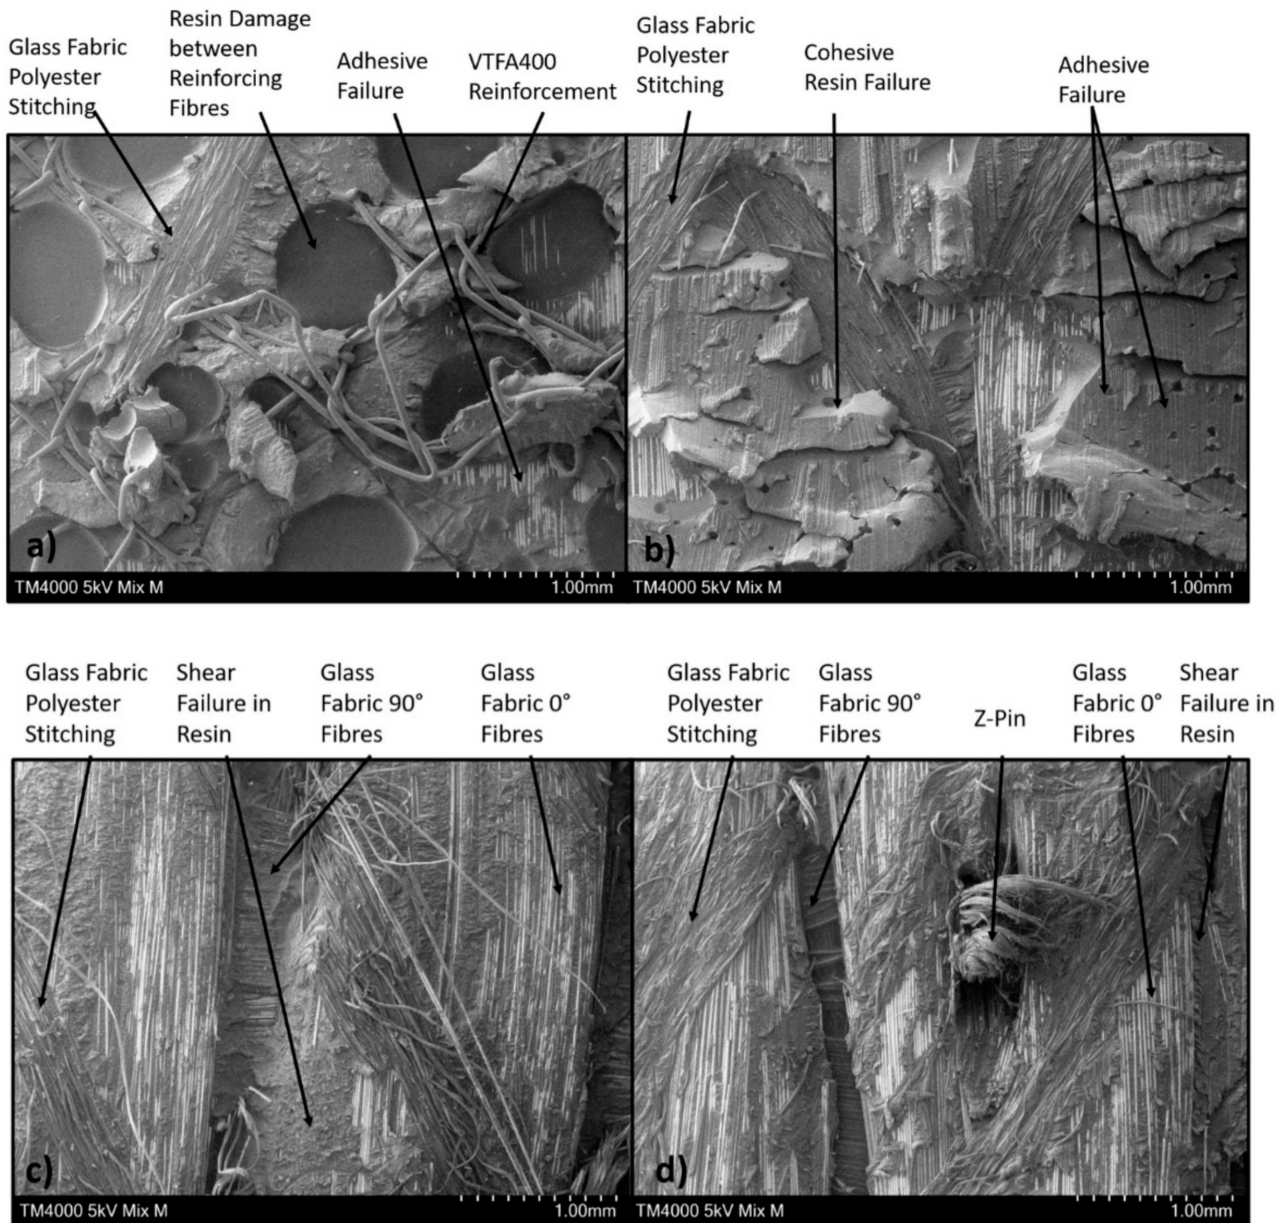 Glass Fabric
Polyester
Stitching
Resin Damage
between
Reinforcing
Fibres
Adhesive
Failure
VTFA400
Reinforcement
Glass Fabric
Polyester
Stitching
Cohesive
Resin Failure
Adhesive
Failure
a)
b)
TM4000 5kV Mix M
1.00mm
TM4000 5kV Mix M
1.00mm
Glass Fabric
Polyester
Stitching
Shear
Failure in
Resin
Glass
Fabric 90°
Fibres
Glass
Fabric 0°
Fibres
Glass Fabric
Polyester
Stitching
Glass
Fabric 90°
Fibres
Z-Pin
Glass
Fabric 0°
Fibres
Shear
Failure in
Resin
c)
d)
TM4000 5kV Mix M
1.00mm
TM4000 5kV Mix M
1.00mm